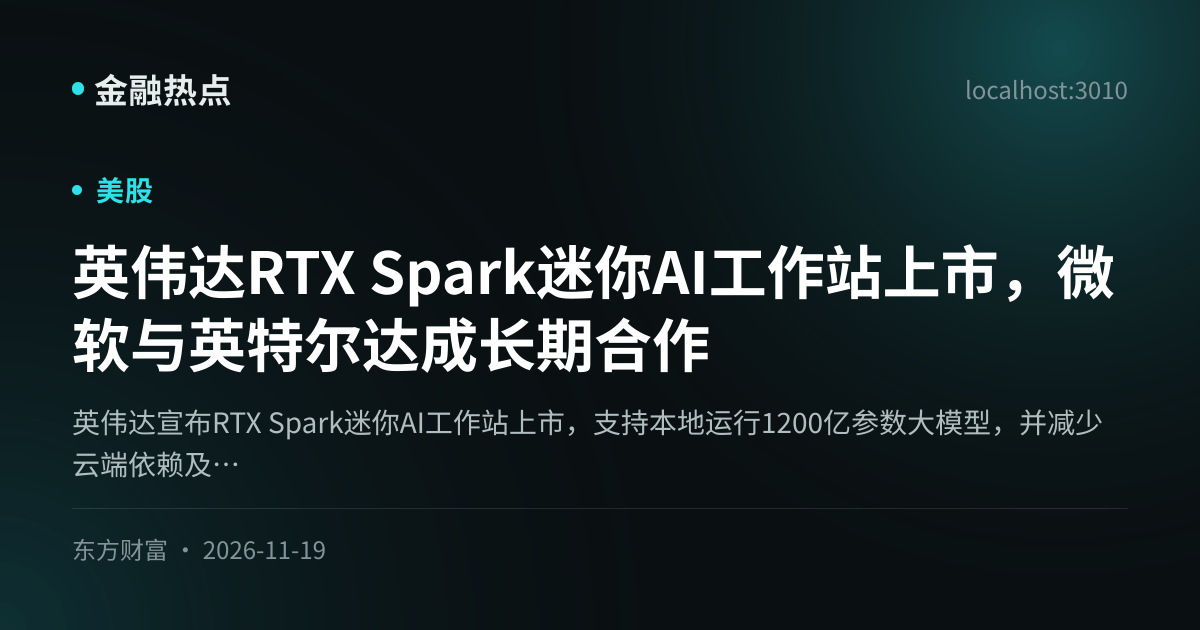 金融热点
localhost:3010
美股
英伟达RTX Spark迷你AI工作站上市，微
软与英特尔达成长期合作
英伟达宣布RTX Spark迷你AI工作站上市，支持本地运行1200亿参数大模型，并减少
云端依赖及…
东方财富 · 2026-11-19